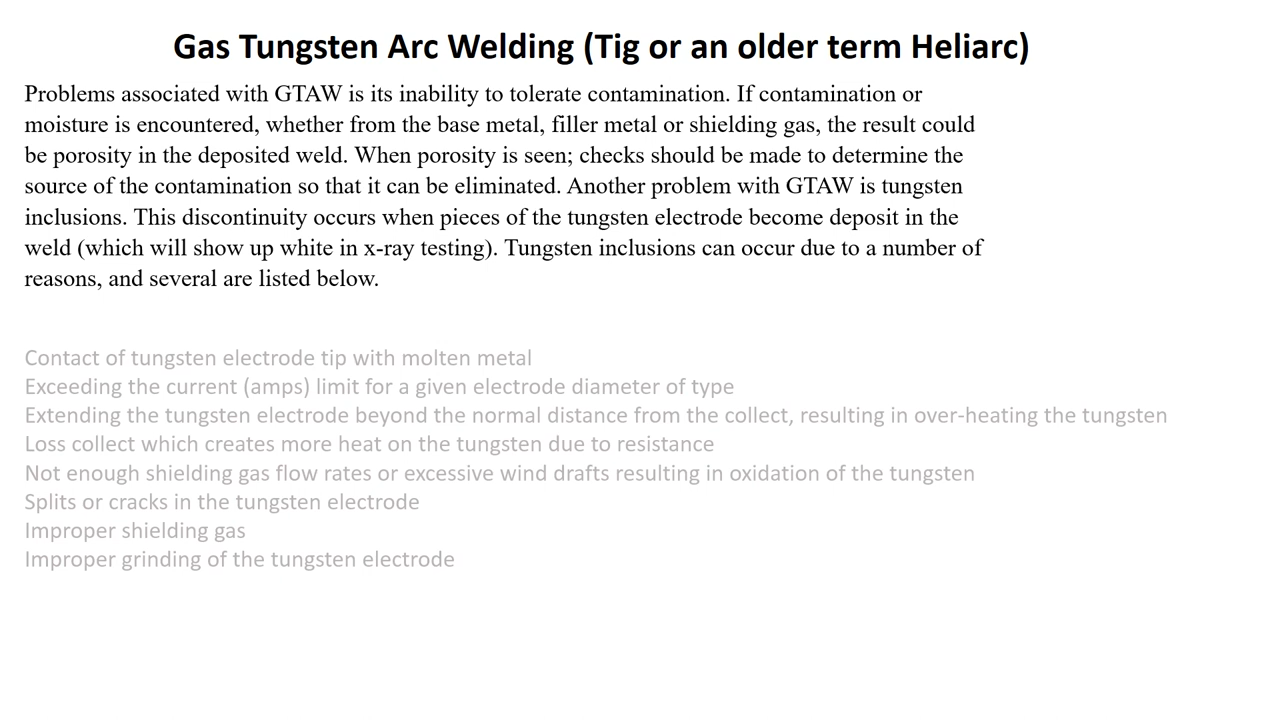 Gas Tungsten Arc Welding (Tig or an older term Heliarc)
Problems associated with GTAW is its inability to tolerate contamination. If contamination or
moisture is encountered, whether from the base metal, filler metal or shielding gas, the result could
be porosity in the deposited weld. When porosity is seen; checks should be made to determine the
source of the contamination so that it can be eliminated. Another problem with GTAW is tungsten
inclusions. This discontinuity occurs when pieces of the tungsten electrode become deposit in the
weld (which will show up white in x-ray testing). Tungsten inclusions can occur due to a number of
reasons, and several are listed below.
Contact of tungsten electrode tip with molten metal
Exceeding the current (amps) limit for a given electrode diameter of type
Extending the tungsten electrode beyond the normal distance from the collect, resulting in over-heating the tungsten
Loss collect which creates more heat on the tungsten due to resistance
Not enough shielding gas flow rates or excessive wind drafts resulting in oxidation of the tungsten
Splits or cracks in the tungsten electrode
Improper shielding gas
Improper grinding of the tungsten electrode